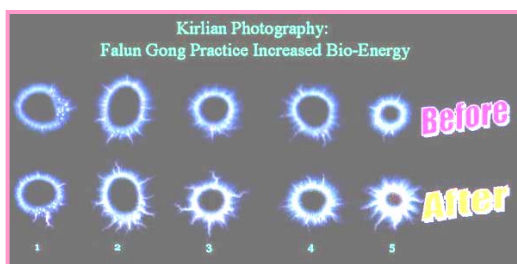 Kirlian Photography:
Falun Gong Practice Increased Bio-Energy
Before
After
1 2 3 4 5